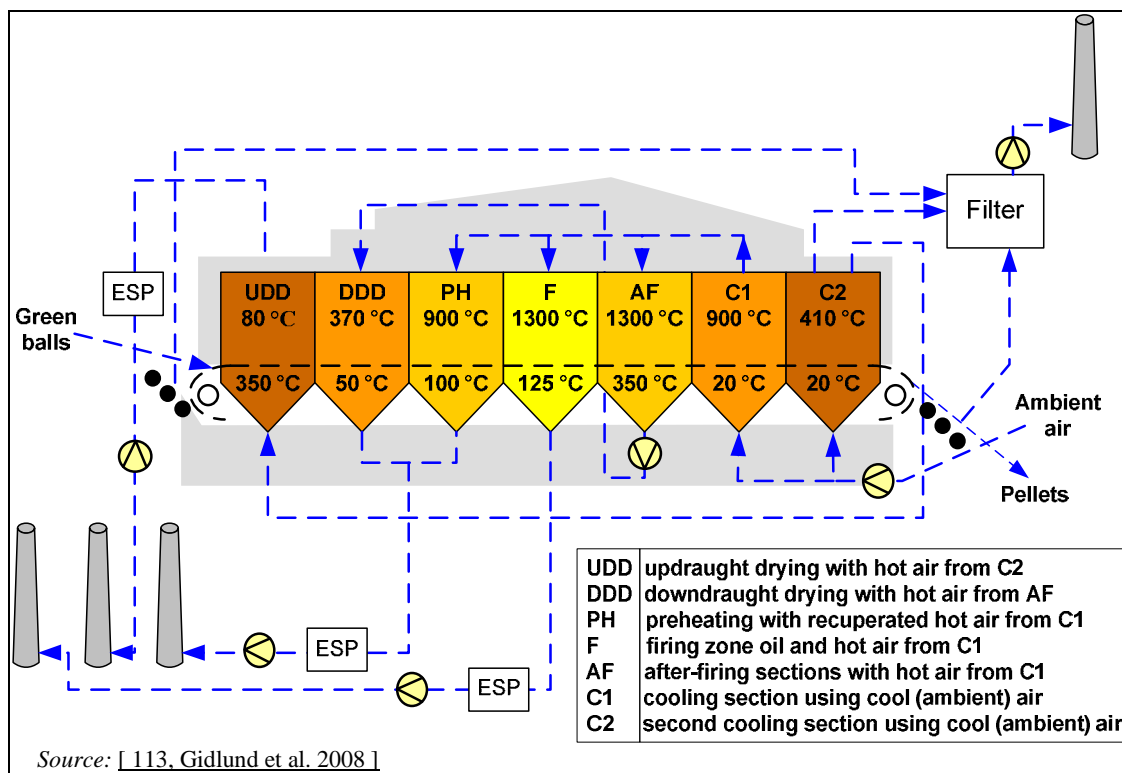 Filter
ESP
UDD
80 °C
DDD
370 °C
PH
900 °C
F
1300 °C
AF
1300 °C
C1
900 °C
C2
410 °C
Green
balls
350 °C
50 °C
100 °C
125 °C
350 °C
20 °C
20 °C
Ambient
air
Pellets
ESP
ESP
UDD updraught drying with hot air from C2
DDD downdraught drying with hot air from AF
PH preheating with recuperated hot air from C1
F firing zone oil and hot air from C1
AF after-firing sections with hot air from C1
C1 cooling section using cool (ambient) air
C2 second cooling section using cool (ambient) air
Source: [ 113, Gidlund et al. 2008 ]